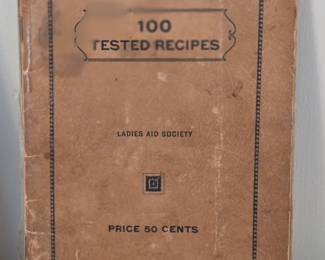 100
TESTED RECIPES
LADIES AID SOCIETY
PRICE 50 CENTS